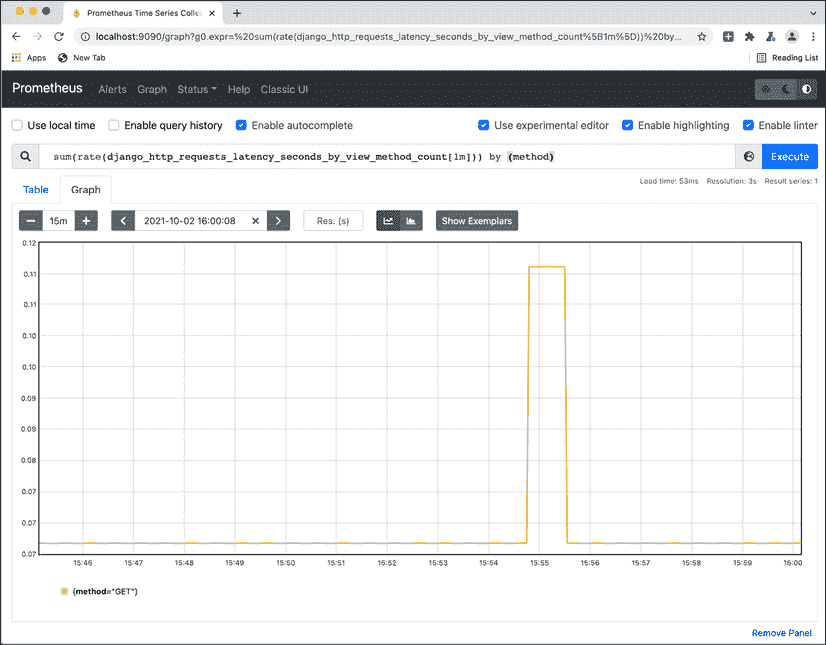 Prometheus Time Series Collec
localhost:9090/graph?g0.expr=%20sum(rate(django_http_requests_latency_seconds_by_view_method_count%5B1m%5D))%20by...
Apps New Tab Reading List
Prometheus Alerts Graph Status Help Classic UI
Use local time Enable query history Enable autocomplete Use experimental editor Enable highlighting Enable linter
sum(rate(django_http_requests_latency_seconds_by_view_method_count[1m])) by (method) Execute
Load time: 53ms Resolution: 3s Result series: 1
Table Graph
15m 2021-10-02 16:00:08 Res. (s) Show Exemplars
0.12
0.11
0.11
0.10
0.10
0.09
0.09
0.08
0.07
0.07
0.07
15:46 15:47 15:48 15:49 15:50 15:51 15:52 15:53 15:54 15:55 15:56 15:57 15:58 15:59 16:00
{method="GET"}
Remove Panel